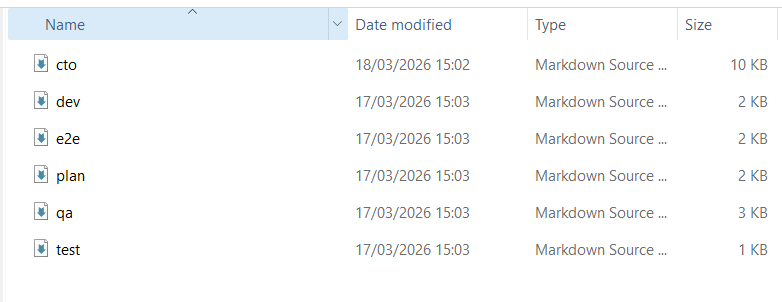 Name Date modified Type Size
cto 18/03/2026 15:02 Markdown Source ... 10 KB
dev 17/03/2026 15:03 Markdown Source ... 2 KB
e2e 17/03/2026 15:03 Markdown Source ... 2 KB
plan 17/03/2026 15:03 Markdown Source ... 2 KB
qa 17/03/2026 15:03 Markdown Source ... 3 KB
test 17/03/2026 15:03 Markdown Source ... 1 KB